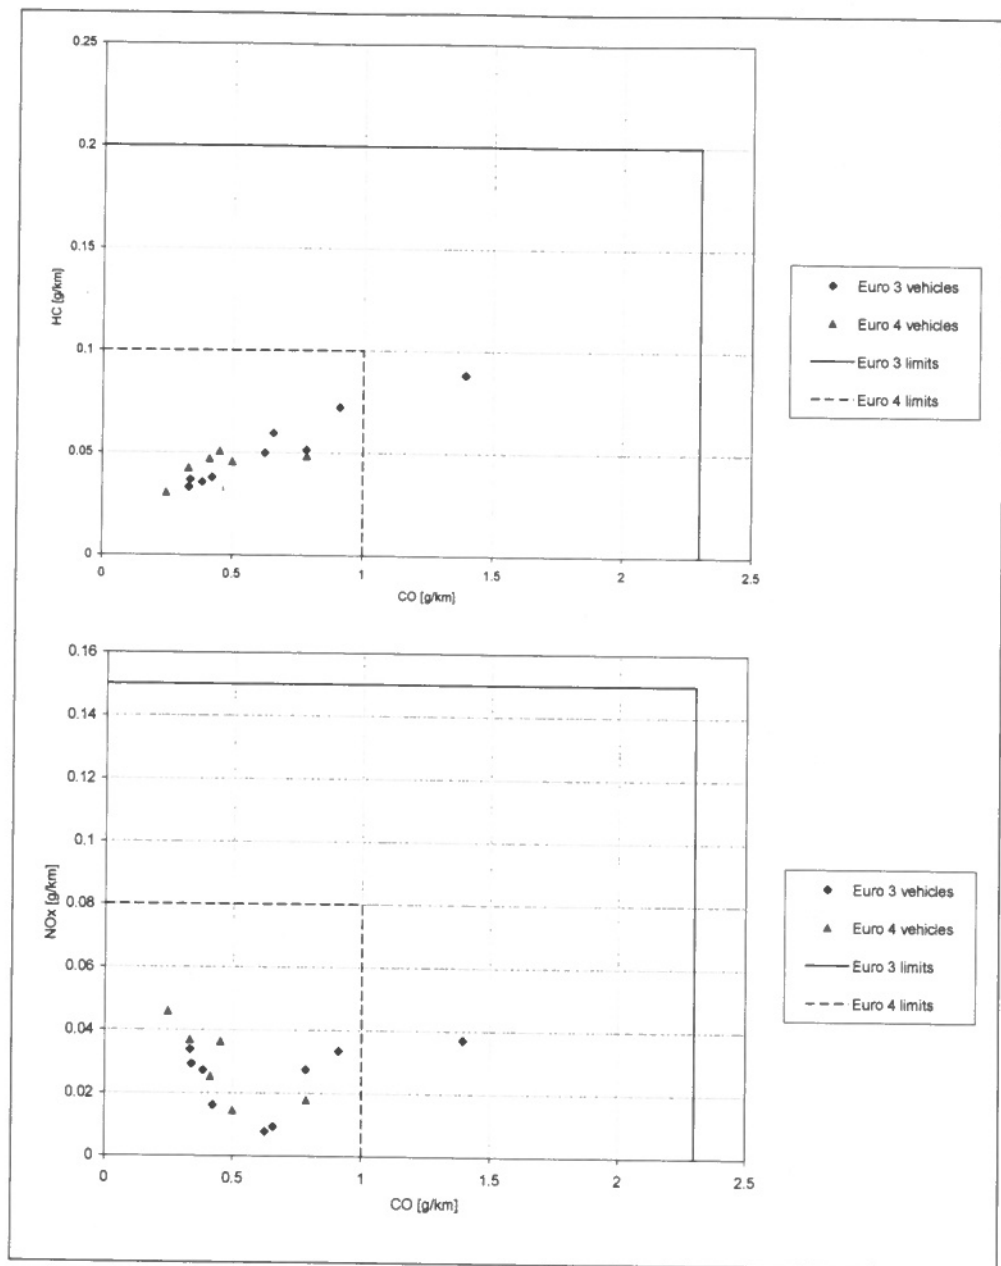 0.25
0.2
0.15
0.1
0.05
0
HC [g/km]
0
0.5
1
1.5
2
2.5
CO [g/km]
Euro 3 vehicles
Euro 4 vehicles
Euro 3 limits
Euro 4 limits
0.16
0.14
0.12
0.1
0.08
0.06
0.04
0.02
0
NOx [g/km]
0
0.5
1
1.5
2
2.5
CO [g/km]
Euro 3 vehicles
Euro 4 vehicles
Euro 3 limits
Euro 4 limits